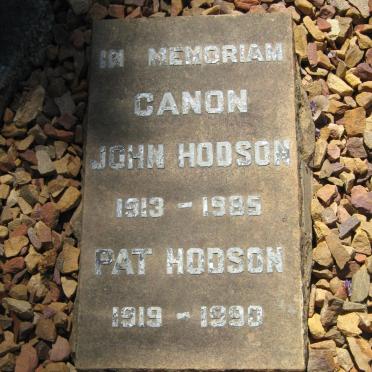 IN MEMORIAM
CANON
JOHN HODSON
1913 - 1985
PAT HODSON
1919 - 1990